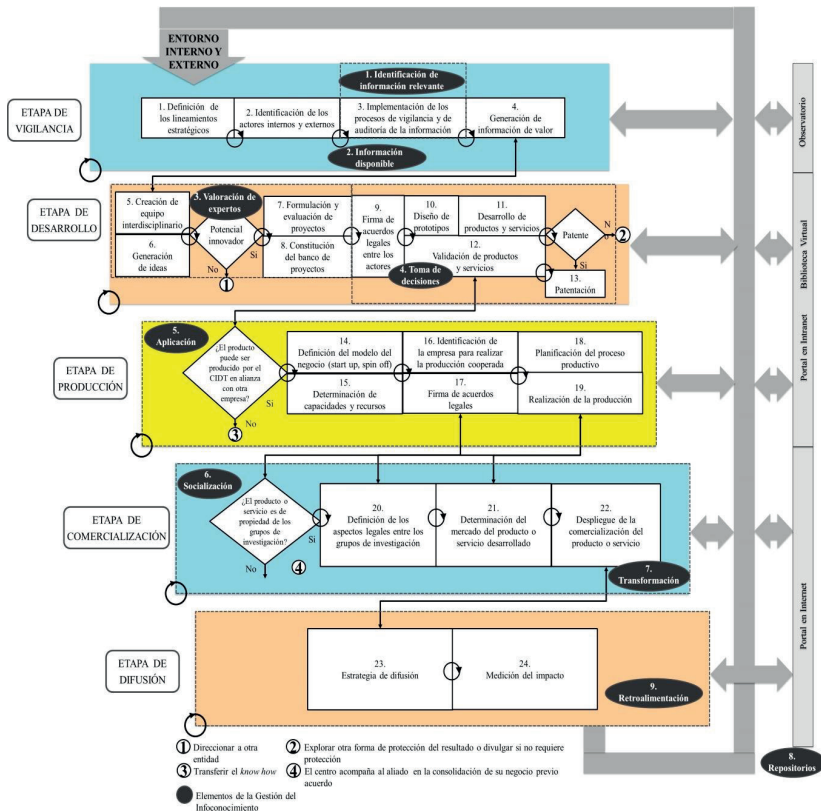 ENTORNO
INTERNO Y
EXTERNO
ETAPA DE
VIGILANCIA
1. Identificación de
información relevante
1. Definición de
los lineamientos
estratégicos
2. Identificación de los
actores internos y externos
3. Implementación de los
procesos de vigilancia y de
auditoría de la información
4.
Generación de
información de valor
2. Información
disponible
Observatorio
ETAPA DE
DESARROLLO
5. Creación de
equipo
interdisciplinario
6.
Generación
de ideas
3. Valoración de
expertos
Potencial
innovador
Si
No
1
7. Formulación y
evaluación de
proyectos
8. Constitución del
banco de
proyectos
9.
Firma de
acuerdos
legales
entre los
actores
10.
Diseño de
prototipos
11.
Desarrollo de
productos y servicios
12.
Validación de productos
y servicios
4. Toma de
decisiones
Patente
N
2
Si
13.
Patentación
Biblioteca Virtual
Portal en Intranet
ETAPA DE
PRODUCCIÓN
5.
Aplicación
¿El producto
puede ser
producido por el
CIDT en alianza
con otra
empresa?
Si
No
3
14.
Definición del modelo del
negocio (start up, spin off)
15.
Determinación de
capacidades y recursos
16. Identificación de
la empresa para realizar
la producción cooperada
17.
Firma de acuerdos
legales
18.
Planificación del proceso
productivo
19.
Realización de la producción
ETAPA DE
COMERCIALIZACIÓN
6.
Socialización
¿El producto o
servicio es de
propiedad de los
grupos de
investigación?
Si
No
4
20.
Definición de los
aspectos legales entre los
grupos de investigación
21.
Determinación del
mercado del producto o
servicio desarrollado
22.
Despliegue de la
comercialización del
producto o servicio
7.
Transformación
Portal en Internet
ETAPA DE
DIFUSIÓN
23.
Estrategia de difusión
24.
Medición del impacto
9.
Retroalimentación
8.
Repositorios
1 Direccionar a otra
entidad
2 Explorar otra forma de protección del resultado o divulgar si no requiere
protección
3 Transferir el know how
4 El centro acompaña al aliado en la consolidación de su negocio previo
acuerdo
Elementos de la Gestión del
Infoconocimiento